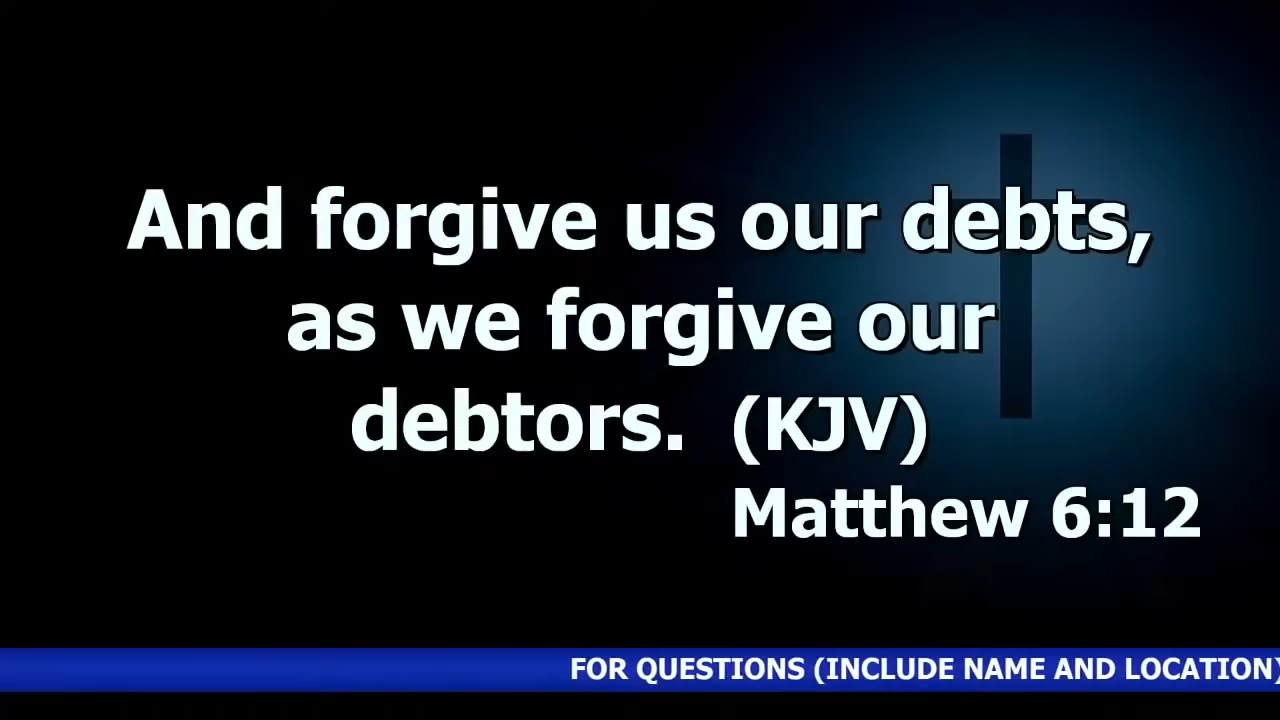 And forgive us our debts,
as we forgive our
debtors. (KJV)
Matthew 6:12
FOR QUESTIONS (INCLUDE NAME AND LOCATION)